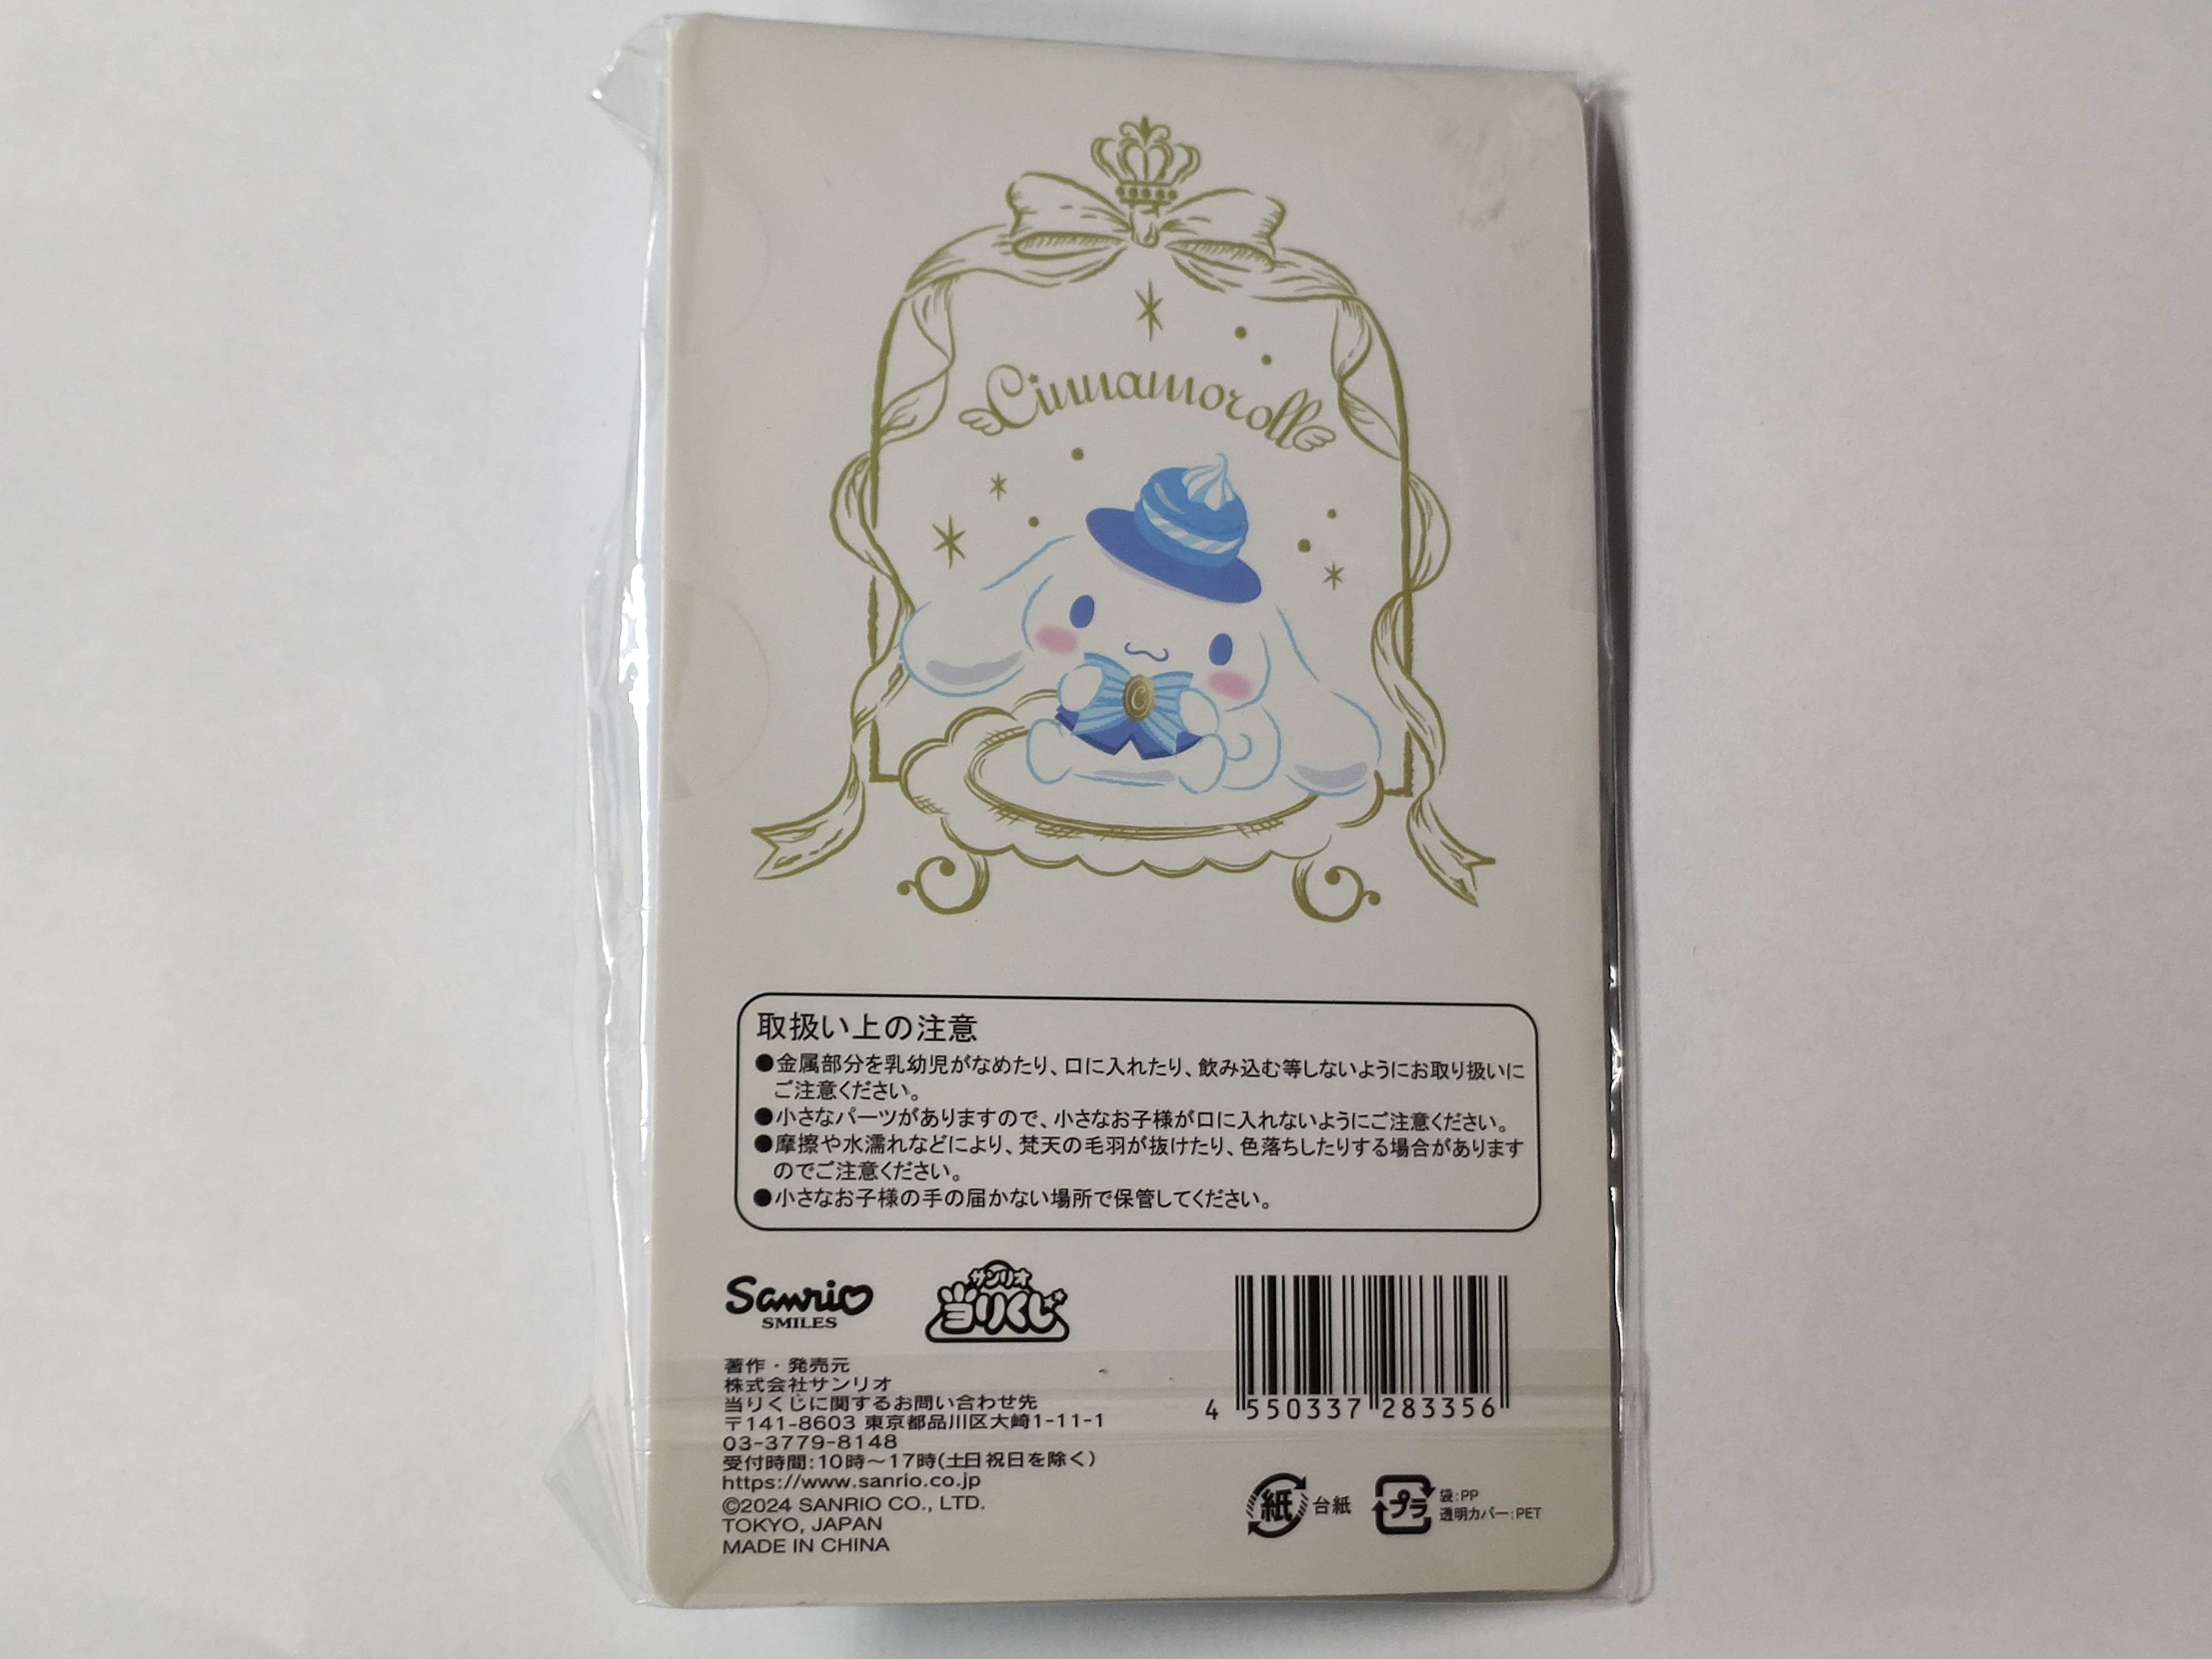 Cinnamoroll
C
取扱い上の注意
●金属部分を乳幼児がなめたり、口に入れたり、飲み込む等しないようにお取り扱いに
ご注意ください。
●小さなパーツがありますので、小さなお子様が口に入れないようにご注意ください。
●摩擦や水濡れなどにより、梵天の毛羽が抜けたり、色落ちしたりする場合があります
のでご注意ください。
●小さなお子様の手の届かない場所で保管してください。
Sanrio
SMILES
サンリオ
当りくじ
著作・発売元
株式会社サンリオ
当りくじに関するお問い合わせ先
〒141-8603 東京都品川区大崎1-11-1
03-3779-8148
受付時間:10時〜17時(土日祝日を除く)
https://www.sanrio.co.jp
©2024 SANRIO CO., LTD.
TOKYO, JAPAN
MADE IN CHINA
4 550337 283356
紙 台紙
プラ 袋:PP
透明カバー:PET